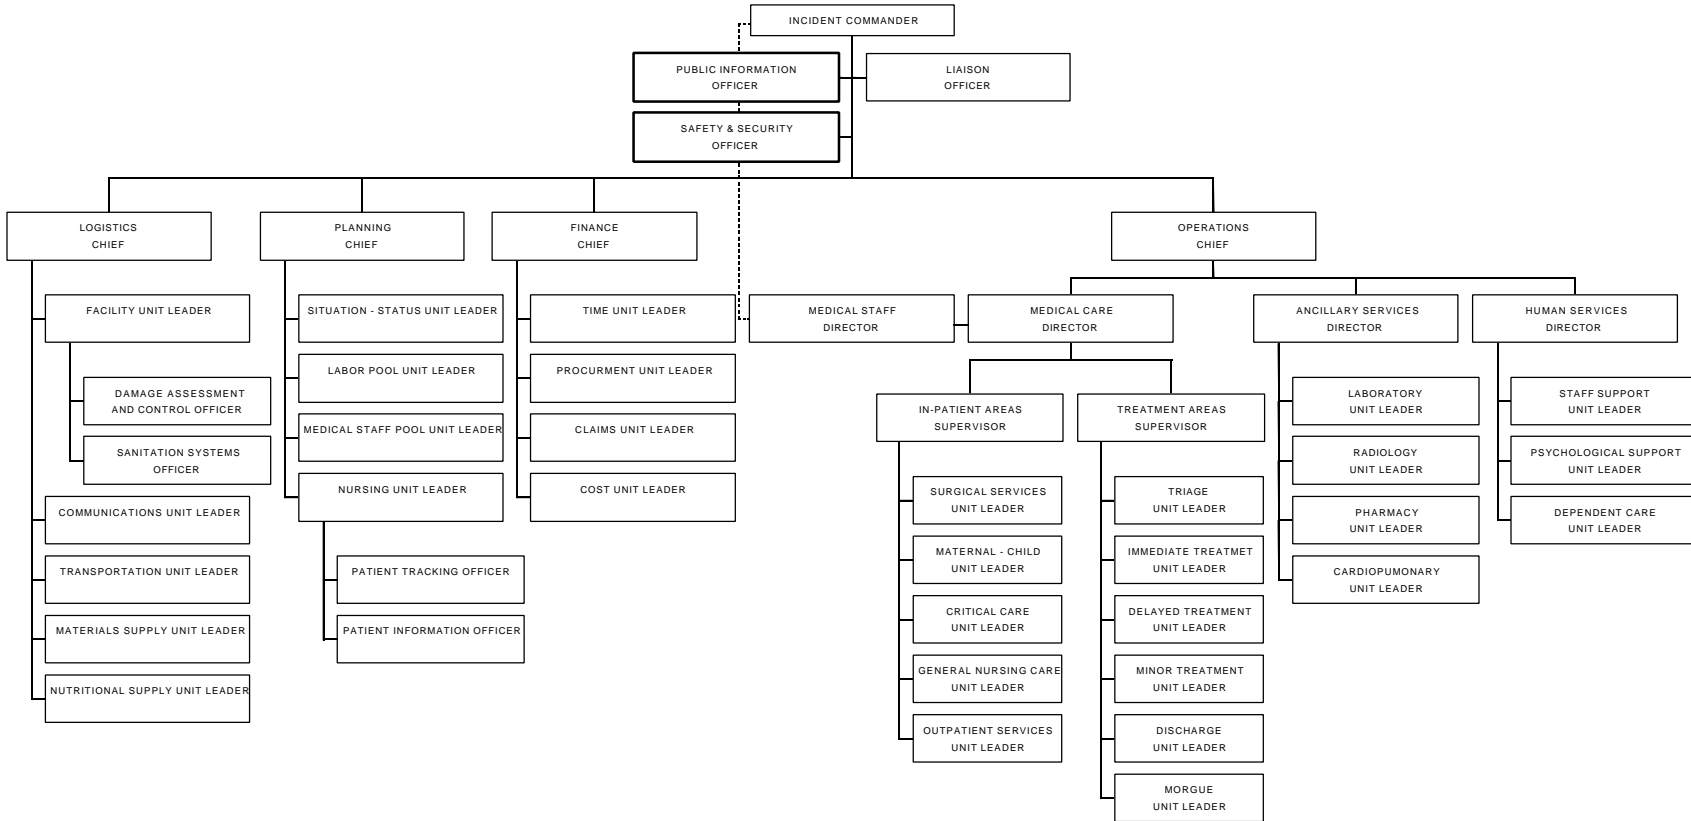 INCIDENT COMMANDER
PUBLIC INFORMATION
OFFICER
LIAISON
OFFICER
SAFETY & SECURITY
OFFICER
LOGISTICS
CHIEF
PLANNING
CHIEF
FINANCE
CHIEF
OPERATIONS
CHIEF
FACILITY UNIT LEADER
DAMAGE ASSESSMENT
AND CONTROL OFFICER
SANITATION SYSTEMS
OFFICER
COMMUNICATIONS UNIT LEADER
TRANSPORTATION UNIT LEADER
MATERIALS SUPPLY UNIT LEADER
NUTRITIONAL SUPPLY UNIT LEADER
SITUATION - STATUS UNIT LEADER
LABOR POOL UNIT LEADER
MEDICAL STAFF POOL UNIT LEADER
NURSING UNIT LEADER
PATIENT TRACKING OFFICER
PATIENT INFORMATION OFFICER
TIME UNIT LEADER
PROCURMENT UNIT LEADER
CLAIMS UNIT LEADER
COST UNIT LEADER
MEDICAL STAFF
DIRECTOR
MEDICAL CARE
DIRECTOR
ANCILLARY SERVICES
DIRECTOR
HUMAN SERVICES
DIRECTOR
IN-PATIENT AREAS
SUPERVISOR
SURGICAL SERVICES
UNIT LEADER
MATERNAL - CHILD
UNIT LEADER
CRITICAL CARE
UNIT LEADER
GENERAL NURSING CARE
UNIT LEADER
OUTPATIENT SERVICES
UNIT LEADER
TREATMENT AREAS
SUPERVISOR
TRIAGE
UNIT LEADER
IMMEDIATE TREATMET
UNIT LEADER
DELAYED TREATMENT
UNIT LEADER
MINOR TREATMENT
UNIT LEADER
DISCHARGE
UNIT LEADER
MORGUE
UNIT LEADER
LABORATORY
UNIT LEADER
RADIOLOGY
UNIT LEADER
PHARMACY
UNIT LEADER
CARDIOPUMONARY
UNIT LEADER
STAFF SUPPORT
UNIT LEADER
PSYCHOLOGICAL SUPPORT
UNIT LEADER
DEPENDENT CARE
UNIT LEADER